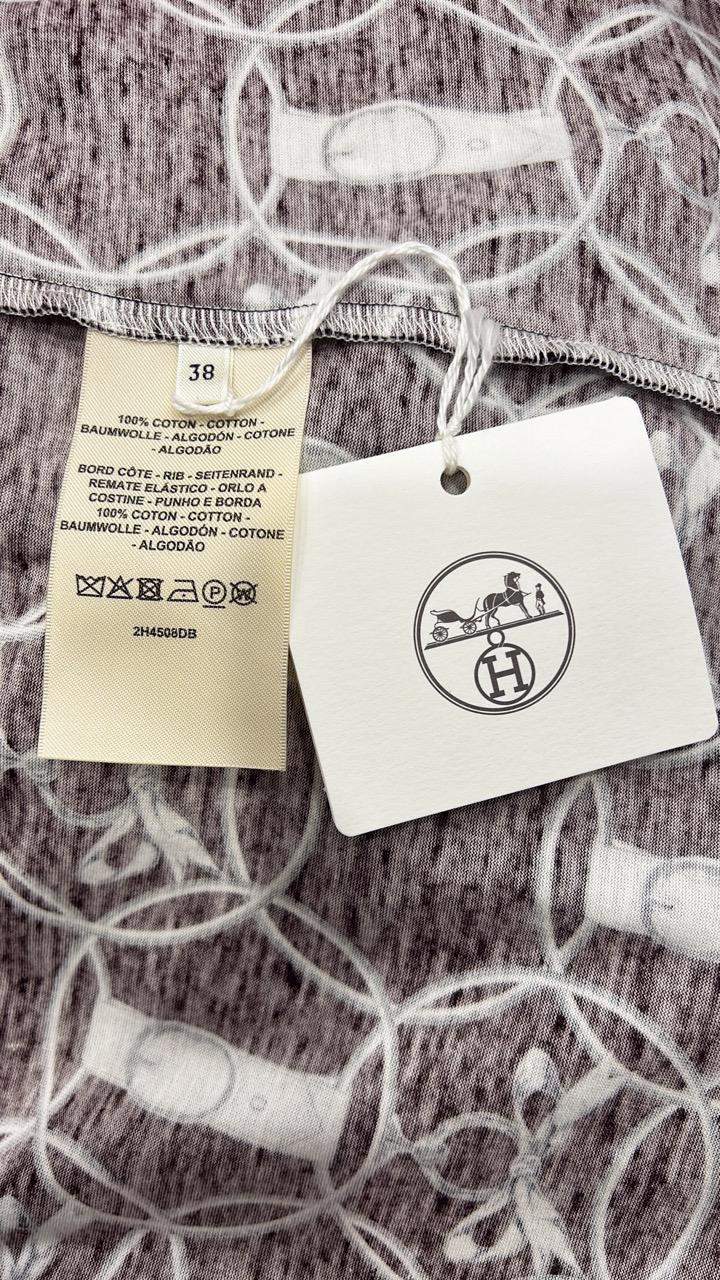 38
100% COTON - COTTON -
BAUMWOLLE - ALGODÓN - COTONE
- ALGODÃO
BORD CÔTE - RIB - SEITENRAND -
REMATE ELÁSTICO - ORLO A
COSTINE - PUNHO E BORDA
100% COTON - COTTON -
BAUMWOLLE - ALGODÓN - COTONE
- ALGODÃO
P W
2H4508DB
H